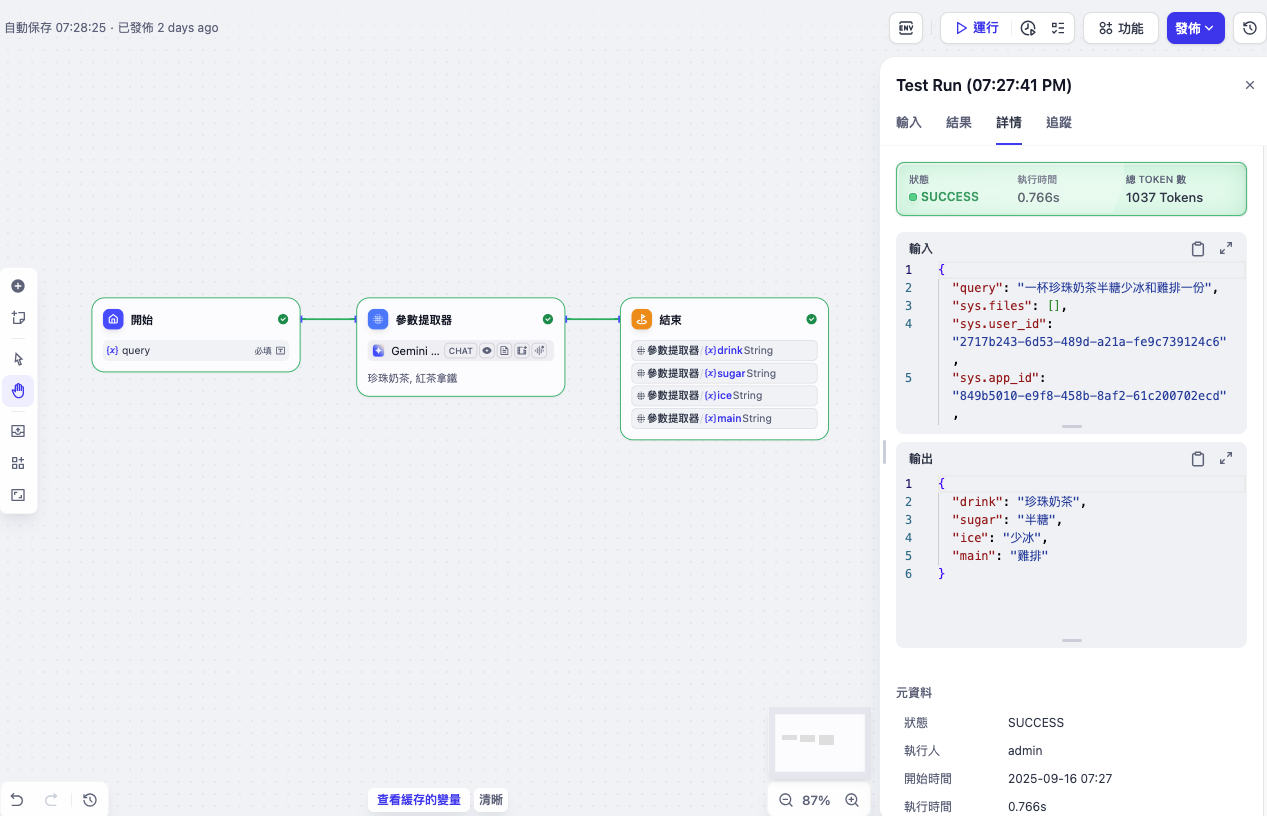 自動保存 07:28:25 · 已發佈 2 days ago
ENV
運行
功能
發佈
Test Run (07:27:41 PM)
輸入 結果 詳情 追蹤
狀態 執行時間 總 TOKEN 數
SUCCESS 0.766s 1037 Tokens
輸入
1 {
2 "query": "一杯珍珠奶茶半糖少冰和雞排一份",
3 "sys.files": [],
4 "sys.user_id":
"2717b243-6d53-489d-a21a-fe9c739124c6"
,
5 "sys.app_id":
"849b5010-e9f8-458b-8af2-61c200702ecd"
,
輸出
1 {
2 "drink": "珍珠奶茶",
3 "sugar": "半糖",
4 "ice": "少冰",
5 "main": "雞排"
6 }
元資料
狀態 SUCCESS
執行人 admin
開始時間 2025-09-16 07:27
執行時間 0.766s
開始
{x} query 必填
參數提取器
Gemini ... CHAT
珍珠奶茶, 紅茶拿鐵
結束
參數提取器/{x}drink String
參數提取器/{x}sugar String
參數提取器/{x}ice String
參數提取器/{x}main String
查看緩存的變量 清晰
87%